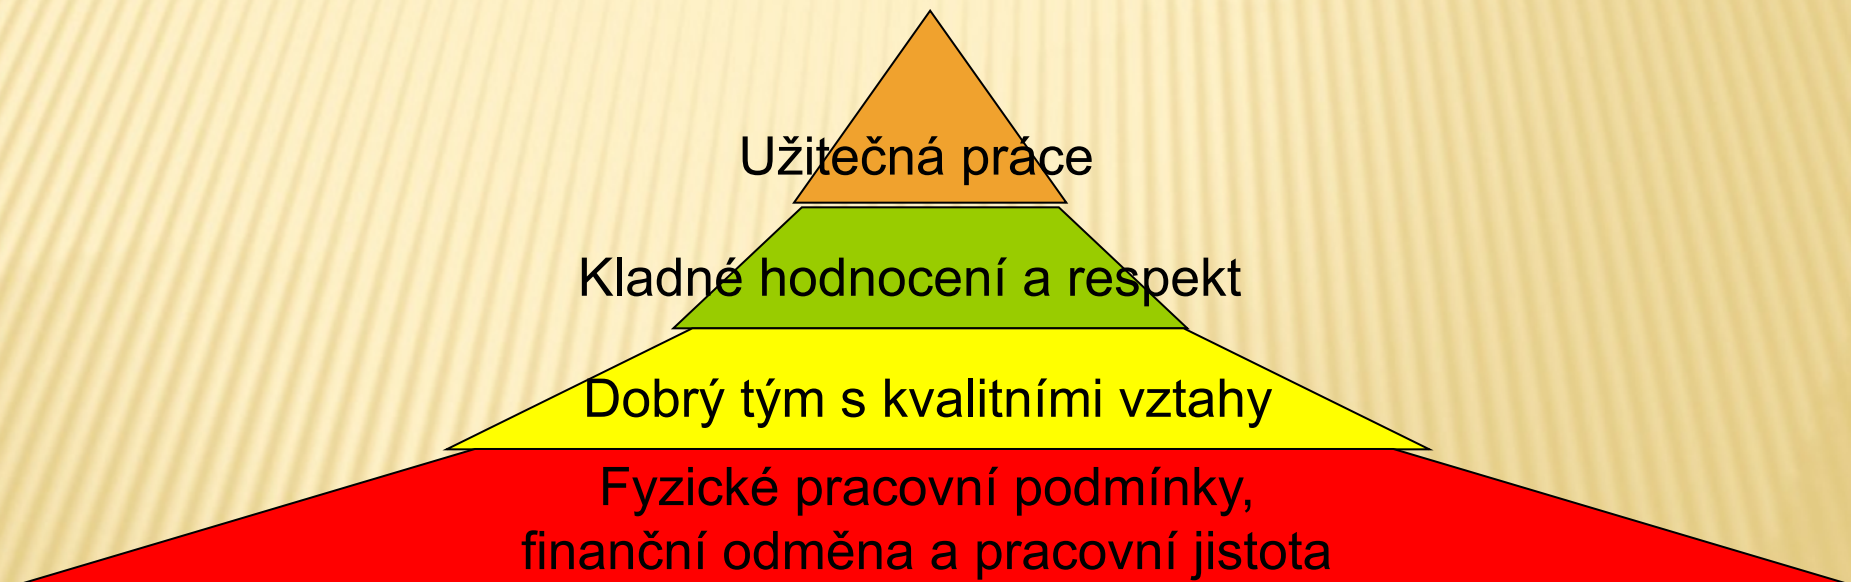 Užitečná práce
Kladné hodnocení a respekt
Dobrý tým s kvalitními vztahy
Fyzické pracovní podmínky,
finanční odměna a pracovní jistota